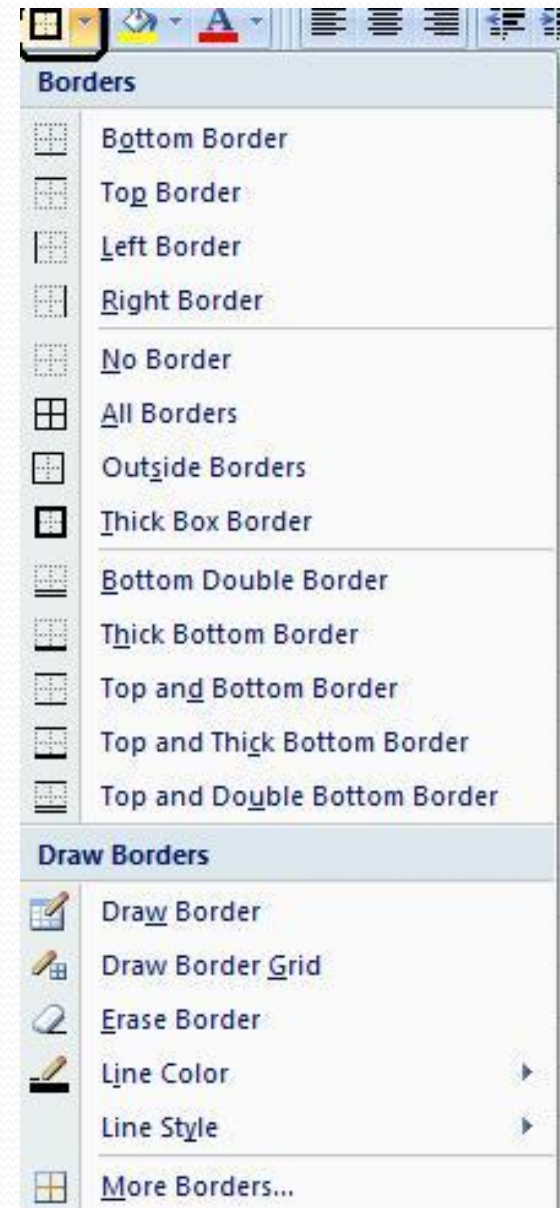 A
Borders
Bottom Border
Top Border
Left Border
Right Border
No Border
All Borders
Outside Borders
Thick Box Border
Bottom Double Border
Thick Bottom Border
Top and Bottom Border
Top and Thick Bottom Border
Top and Double Bottom Border
Draw Borders
Draw Border
Draw Border Grid
Erase Border
Line Color
Line Style
More Borders...